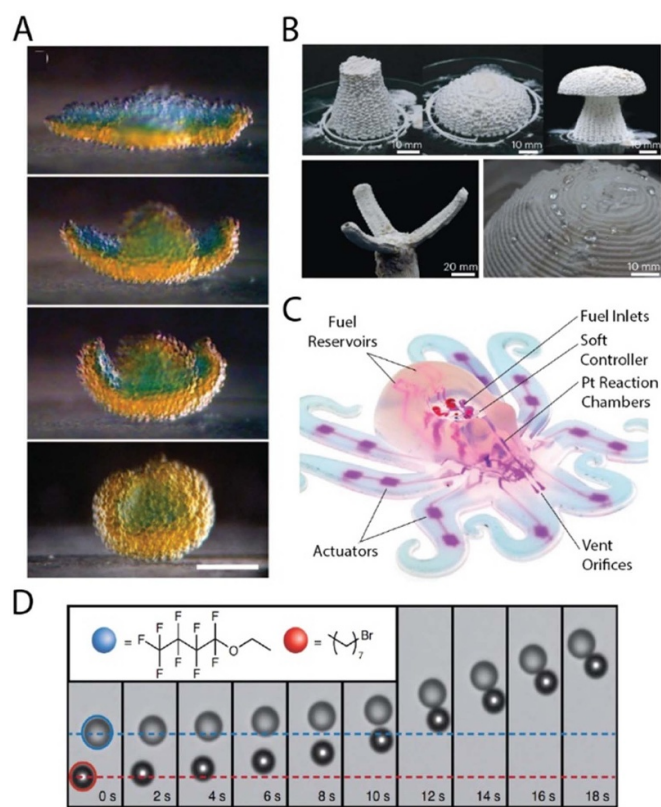 A
B
10 mm
10 mm
10 mm
20 mm
10 mm
C
Fuel Inlets
Fuel
Reservoirs
Soft
Controller
Pt Reaction
Chambers
Actuators
Vent
Orifices
D
F F F F
F
F F F F
O
=
=
Br
7
0 s 2 s 4 s 6 s 8 s 10 s 12 s 14 s 16 s 18 s